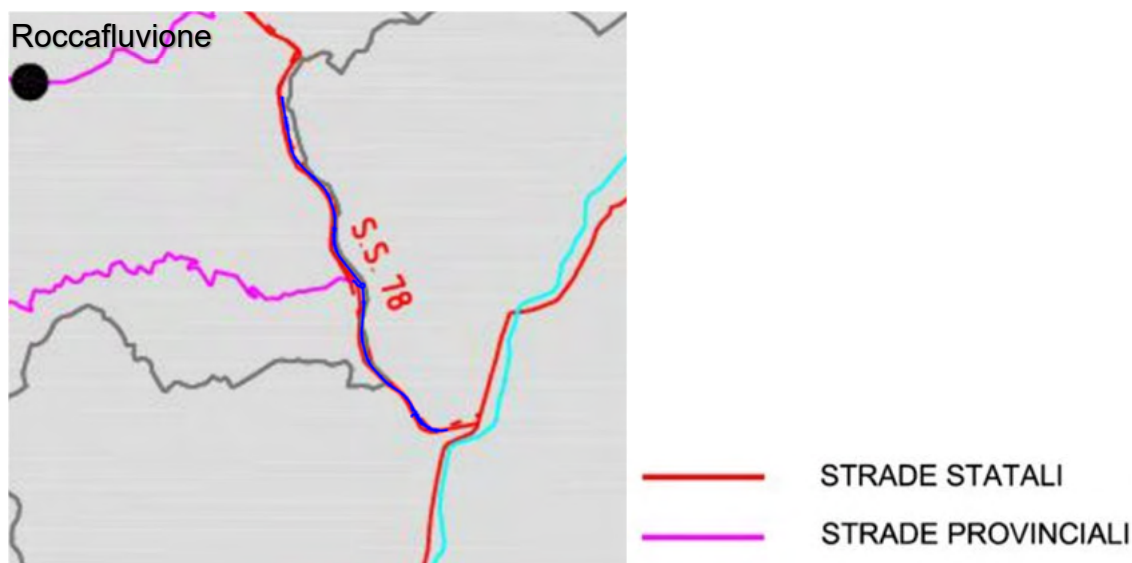 Roccafluvione
S.S. 78
STRADE STATALI
STRADE PROVINCIALI